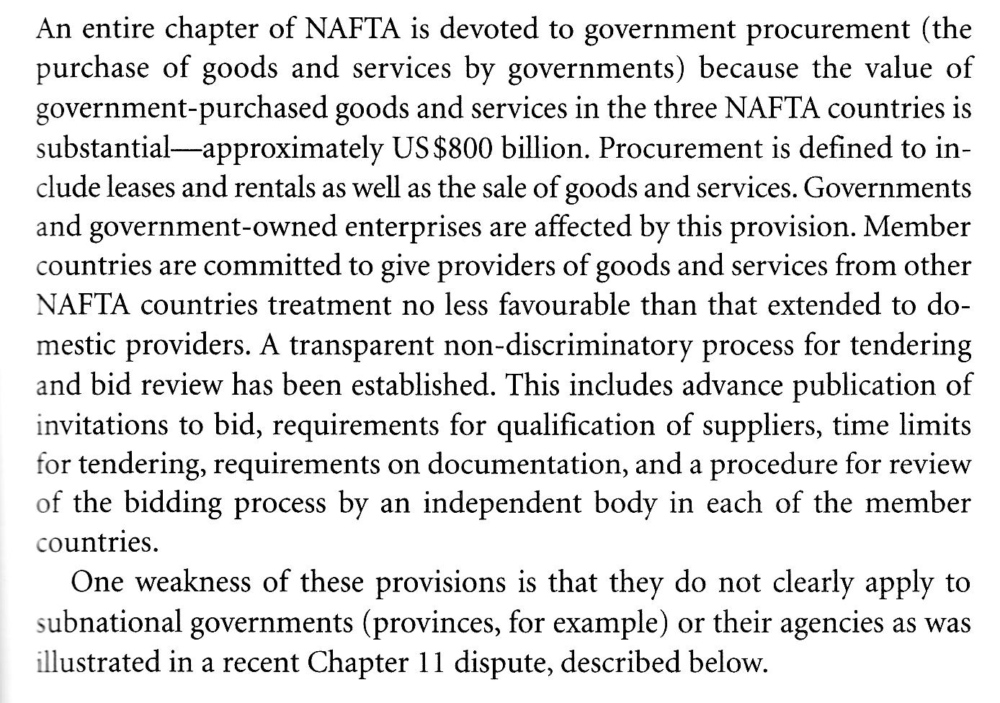 An entire chapter of NAFTA is devoted to government procurement (the
purchase of goods and services by governments) because the value of
government-purchased goods and services in the three NAFTA countries is
substantial—approximately US$800 billion. Procurement is defined to in-
clude leases and rentals as well as the sale of goods and services. Governments
and government-owned enterprises are affected by this provision. Member
countries are committed to give providers of goods and services from other
NAFTA countries treatment no less favourable than that extended to do-
mestic providers. A transparent non-discriminatory process for tendering
and bid review has been established. This includes advance publication of
invitations to bid, requirements for qualification of suppliers, time limits
for tendering, requirements on documentation, and a procedure for review
of the bidding process by an independent body in each of the member
countries.
One weakness of these provisions is that they do not clearly apply to
subnational governments (provinces, for example) or their agencies as was
illustrated in a recent Chapter 11 dispute, described below.